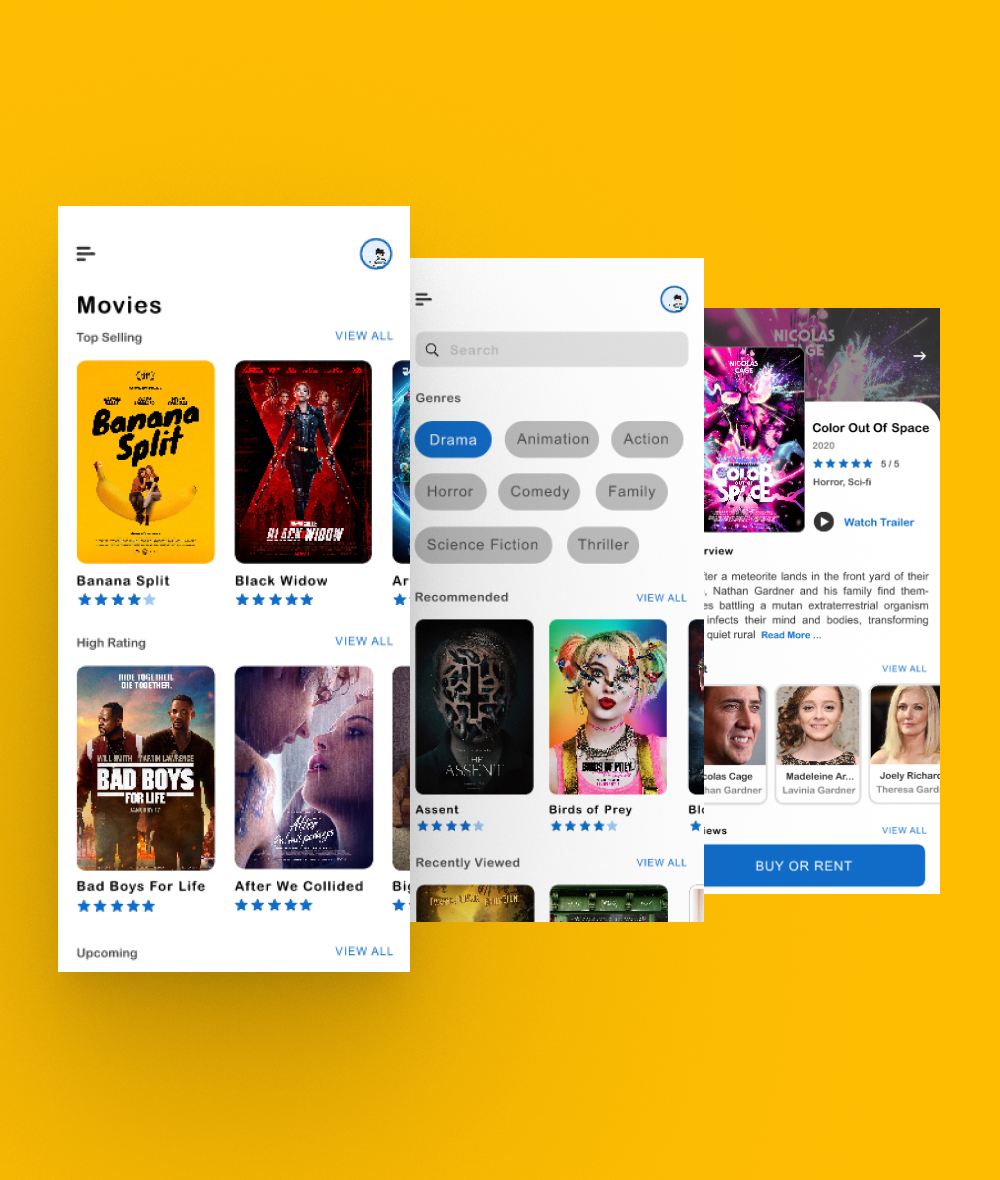 Movies
Top Selling
VIEW ALL
Banana
Split
BLACK WIDOW
Banana Split
Black Widow
Ar
High Rating
VIEW ALL
RIDE TOGETHER.
DIE TOGETHER.
WILL SMITH MARTIN LAWRENCE
BAD BOYS
FOR LIFE
JANUARY 17
After
Bad Boys For Life
After We Collided
Big
Upcoming
VIEW ALL
Search
Genres
Drama
Animation
Action
Horror
Comedy
Family
Science Fiction
Thriller
Recommended
VIEW ALL
THE
ASSENT
BIRDS OF PREY
Assent
Birds of Prey
Blo
Recently Viewed
VIEW ALL
NICOLAS
CAGE
NICOLAS
CAGE
COLOR
OUT OF
SPACE
Color Out Of Space
2020
5 / 5
Horror, Sci-fi
Watch Trailer
rview
ter a meteorite lands in the front yard of their
, Nathan Gardner and his family find them-
es battling a mutan extraterrestrial organism
infects their mind and bodies, transforming
quiet rural Read More ...
t
VIEW ALL
colas Cage
han Gardner
Madeleine Ar...
Lavinia Gardner
Joely Richard
Theresa Gard
iews
VIEW ALL
BUY OR RENT